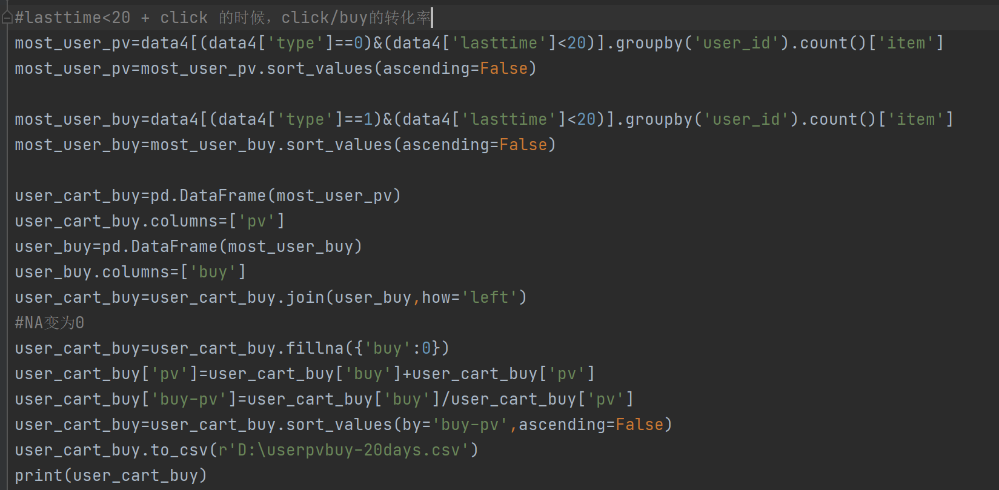 #lasttime<20 + click 的时候，click/buy的转化率
most_user_pv=data4[(data4['type']==0)&(data4['lasttime']<20)].groupby('user_id').count()['item']
most_user_pv=most_user_pv.sort_values(ascending=False)
most_user_buy=data4[(data4['type']==1)&(data4['lasttime']<20)].groupby('user_id').count()['item']
most_user_buy=most_user_buy.sort_values(ascending=False)
user_cart_buy=pd.DataFrame(most_user_pv)
user_cart_buy.columns=['pv']
user_buy=pd.DataFrame(most_user_buy)
user_buy.columns=['buy']
user_cart_buy=user_cart_buy.join(user_buy,how='left')
#NA变为0
user_cart_buy=user_cart_buy.fillna({'buy':0})
user_cart_buy['pv']=user_cart_buy['buy']+user_cart_buy['pv']
user_cart_buy['buy-pv']=user_cart_buy['buy']/user_cart_buy['pv']
user_cart_buy=user_cart_buy.sort_values(by='buy-pv',ascending=False)
user_cart_buy.to_csv(r'D:\userpvbuy-20days.csv')
print(user_cart_buy)